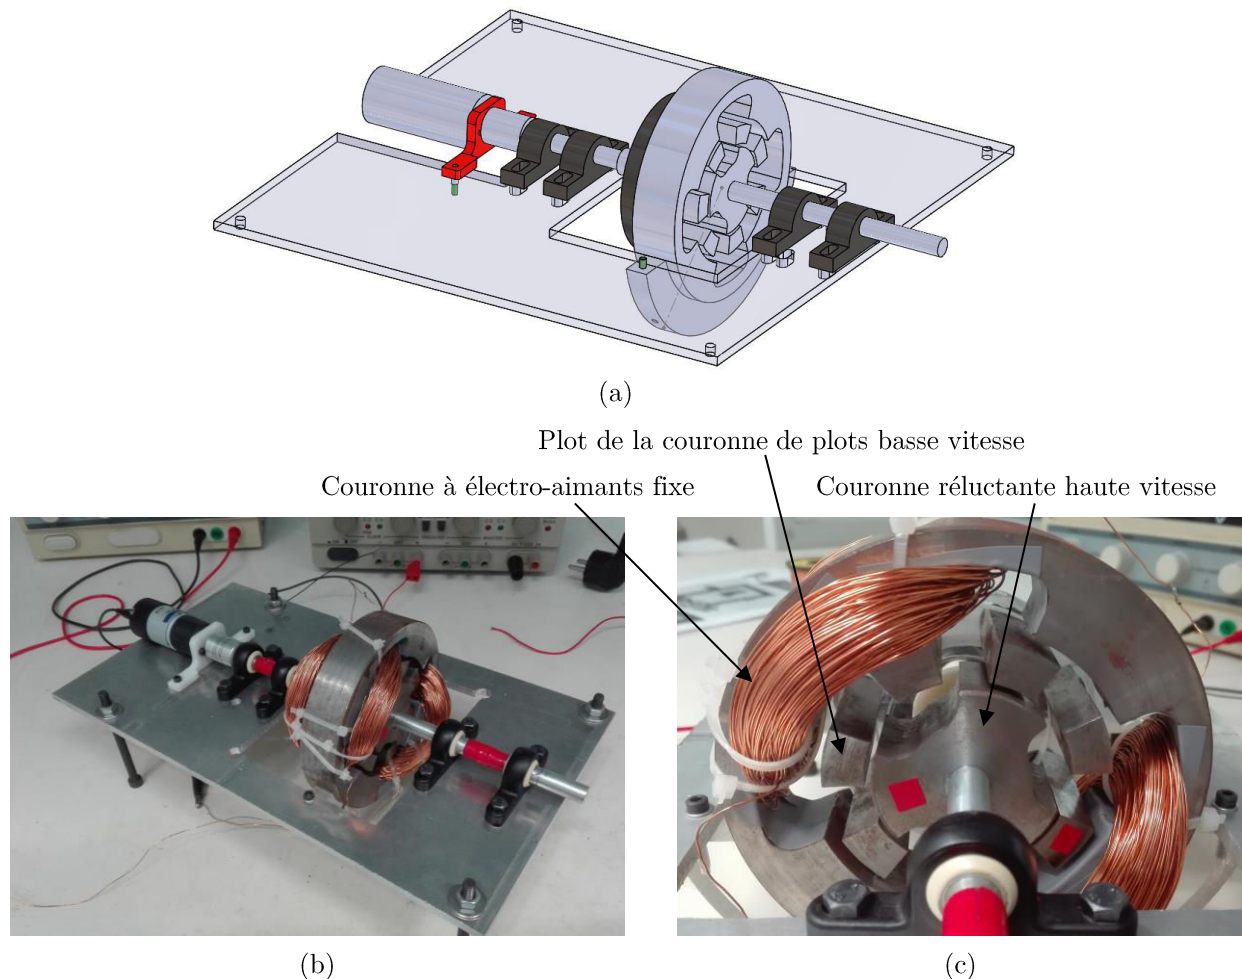 (a)
Plot de la couronne de plots basse vitesse
Couronne à électro-aimants fixe
Couronne réluctante haute vitesse
(b)
(c)